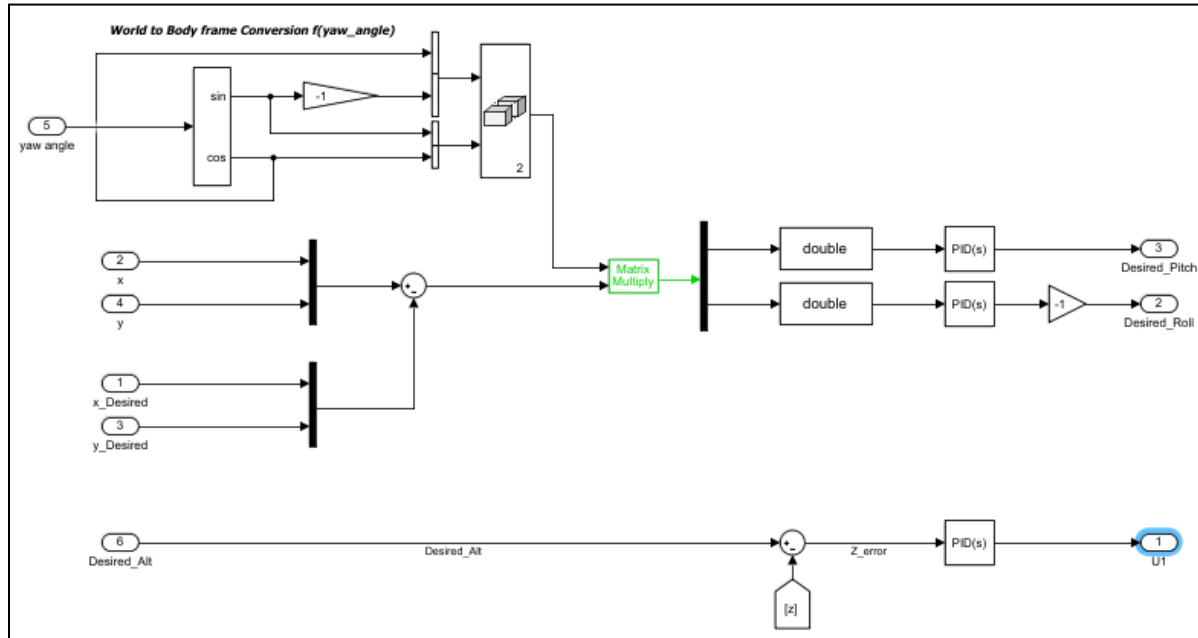 World to Body frame Conversion f(yaw_angle)
sin
-1
5
yaw angle
cos
2
2
x
4
y
+
-
Matrix
Multiply
double
PID(s)
3
Desired_Pitch
double
PID(s)
-1
2
Desired_Roll
1
x_Desired
3
y_Desired
6
Desired_Alt
Desired_Alt
+
-
Z_error
PID(s)
1
U1
[z]